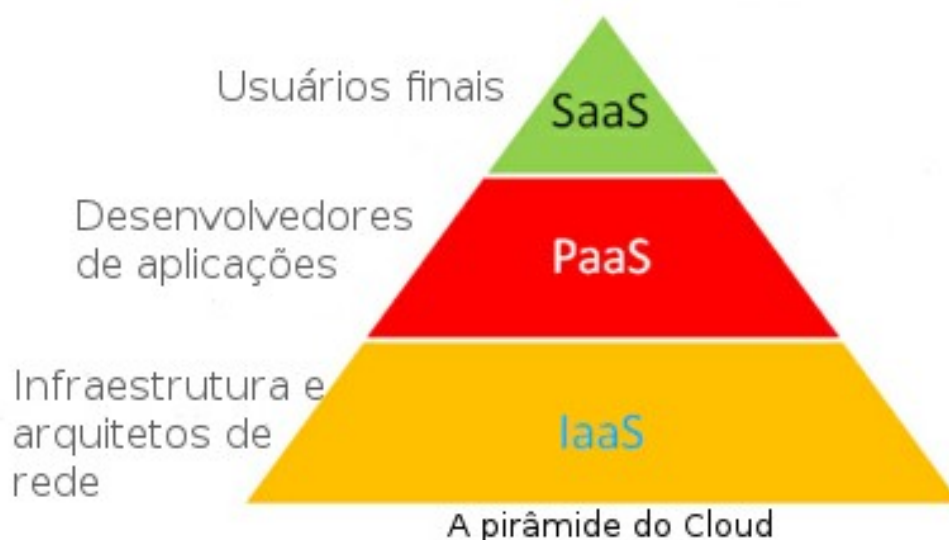 Usuários finais
SaaS
Desenvolvedores
de aplicações
PaaS
Infraestrutura e
arquitetos de
rede
IaaS
A pirâmide do Cloud